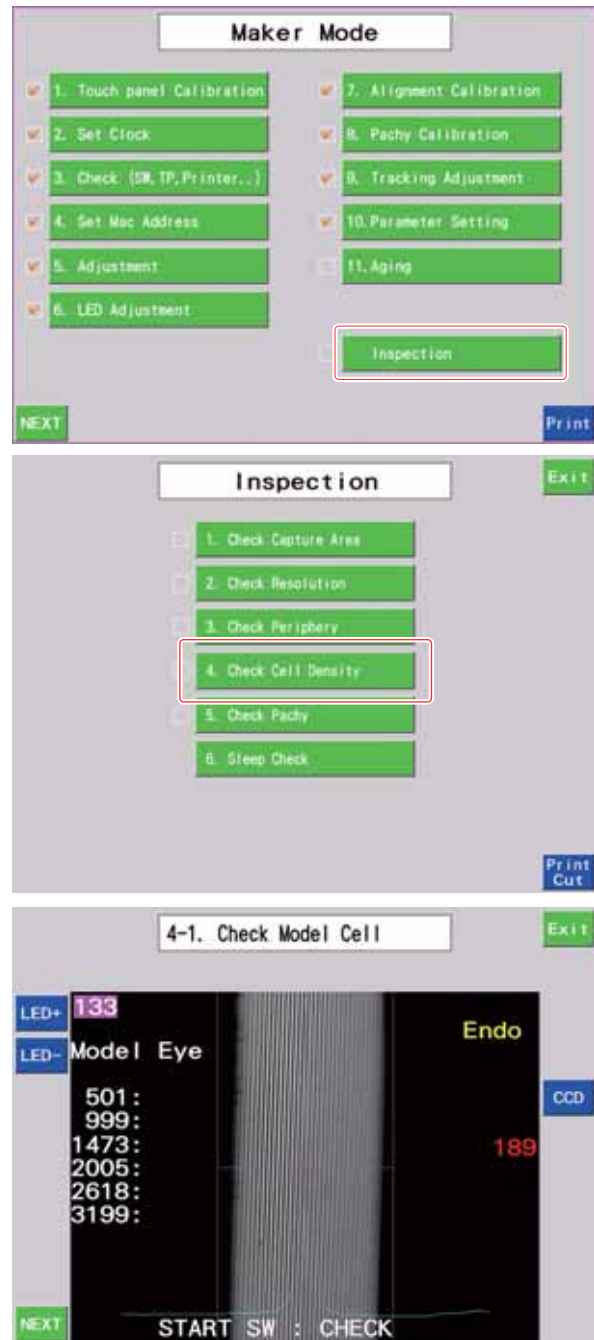 Maker Mode
1. Touch panel Calibration
2. Set Clock
3. Check (SW,TP,Printer..)
4. Set Mac Address
5. Adjustment
6. LED Adjustment
7. Alignment Calibration
8. Pachy Calibration
9. Tracking Adjustment
10.Parameter Setting
11.Aging
Inspection
NEXT
Print
Inspection
Exit
1. Check Capture Area
2. Check Resolution
3. Check Periphery
4. Check Cell Density
5. Check Pachy
6. Sleep Check
Print
Cut
4-1. Check Model Cell
Exit
LED+
133
Endo
LED-
Model Eye
CCD
501:
999:
1473:
189
2005:
2618:
3199:
NEXT
START SW : CHECK